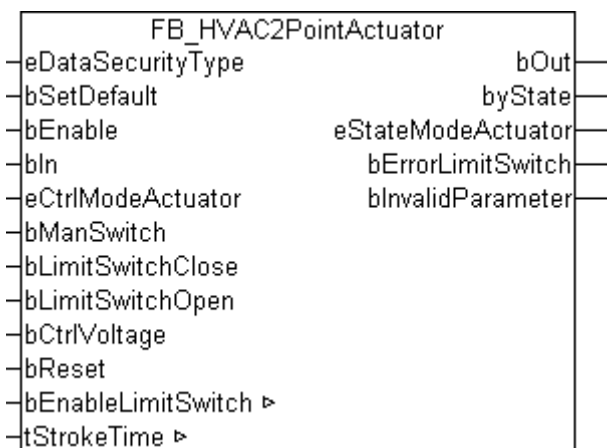 FB_HVAC2PointActuator
eDataSecurityType bOut
bSetDefault byState
bEnable eStateModeActuator
bIn bErrorLimitSwitch
eCtrlModeActuator bInvalidParameter
bManSwitch
bLimitSwitchClose
bLimitSwitchOpen
bCtrlVoltage
bReset
bEnableLimitSwitch ▹
tStrokeTime ▹